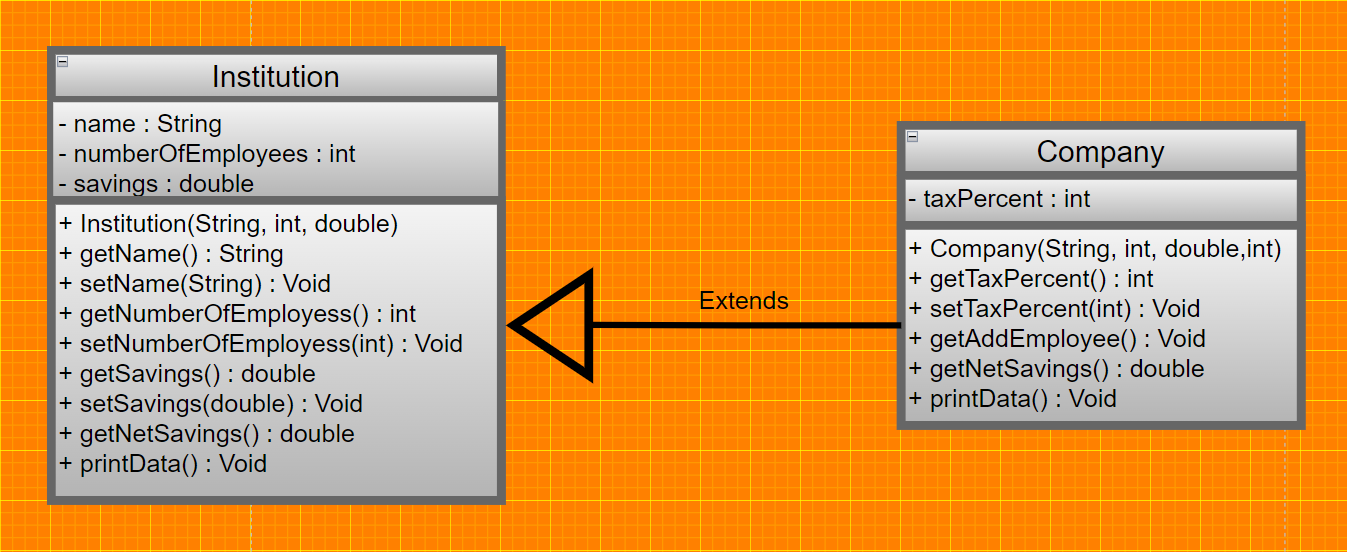 Institution
- name : String
- numberOfEmployees : int
- savings : double
+ Institution(String, int, double)
+ getName() : String
+ setName(String) : Void
+ getNumberOfEmployess() : int
+ setNumberOfEmployess(int) : Void
+ getSavings() : double
+ setSavings(double) : Void
+ getNetSavings() : double
+ printData() : Void
Extends
Company
- taxPercent : int
+ Company(String, int, double,int)
+ getTaxPercent() : int
+ setTaxPercent(int) : Void
+ getAddEmployee() : Void
+ getNetSavings() : double
+ printData() : Void